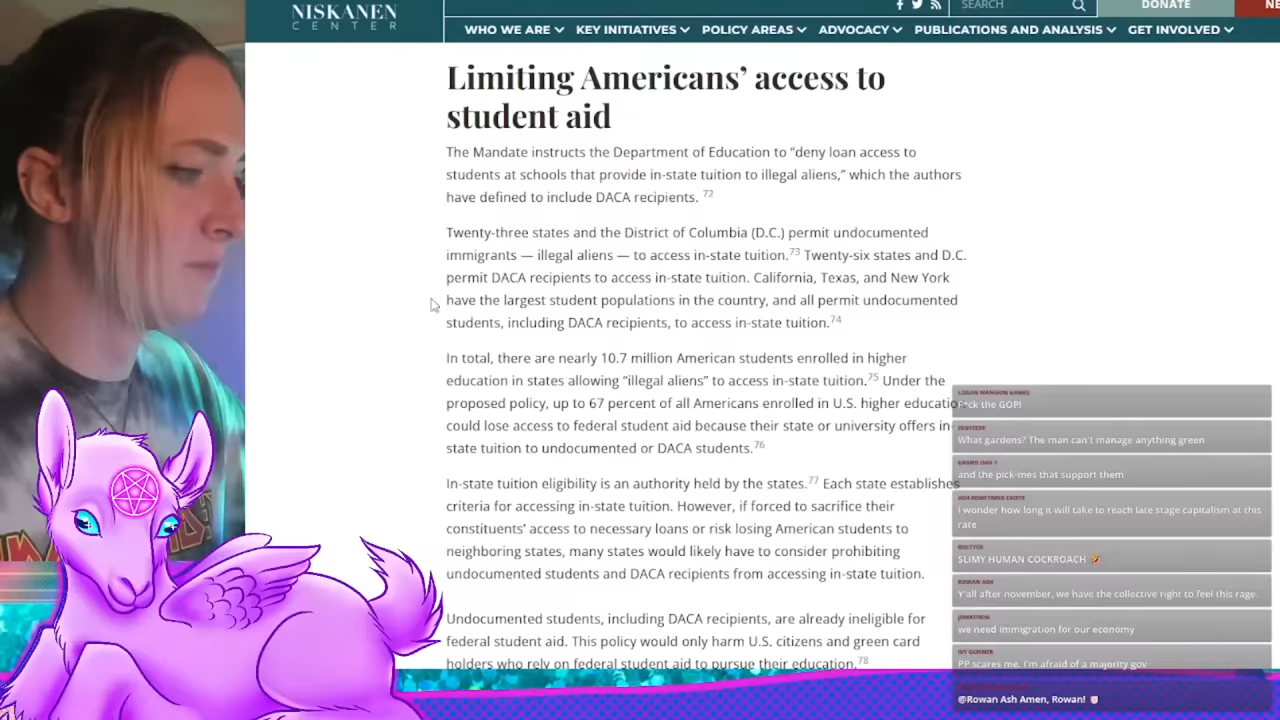 NISKANEN
CENTER
SEARCH
DONATE
NE
WHO WE ARE
KEY INITIATIVES
POLICY AREAS
ADVOCACY
PUBLICATIONS AND ANALYSIS
GET INVOLVED
Limiting Americans’ access to
student aid
The Mandate instructs the Department of Education to “deny loan access to
students at schools that provide in-state tuition to illegal aliens,” which the authors
have defined to include DACA recipients. 72
Twenty-three states and the District of Columbia (D.C.) permit undocumented
immigrants — illegal aliens — to access in-state tuition.73 Twenty-six states and D.C.
permit DACA recipients to access in-state tuition. California, Texas, and New York
have the largest student populations in the country, and all permit undocumented
students, including DACA recipients, to access in-state tuition.74
In total, there are nearly 10.7 million American students enrolled in higher
education in states allowing “illegal aliens” to access in-state tuition.75 Under the
proposed policy, up to 67 percent of all Americans enrolled in U.S. higher educatio
could lose access to federal student aid because their state or university offers in-
state tuition to undocumented or DACA students.76
In-state tuition eligibility is an authority held by the states.77 Each state establishes
criteria for accessing in-state tuition. However, if forced to sacrifice their
constituents’ access to necessary loans or risk losing American students to
neighboring states, many states would likely have to consider prohibiting
undocumented students and DACA recipients from accessing in-state tuition.
Undocumented students, including DACA recipients, are already ineligible for
federal student aid. This policy would only harm U.S. citizens and green card
holders who rely on federal student aid to pursue their education.78
LOGAN MANSION GAMES
F*ck the GOP!
What gardens? The man can't manage anything green
and the pick-mes that support them
I wonder how long it will take to reach late stage capitalism at this
rate
SLIMY HUMAN COCKROACH
ROWAN ASH
Y'all after november, we have the collective right to feel this rage.
we need immigration for our economy
IVY GUNNER
PP scares me. I'm afraid of a majority gov
@Rowan Ash Amen, Rowan!